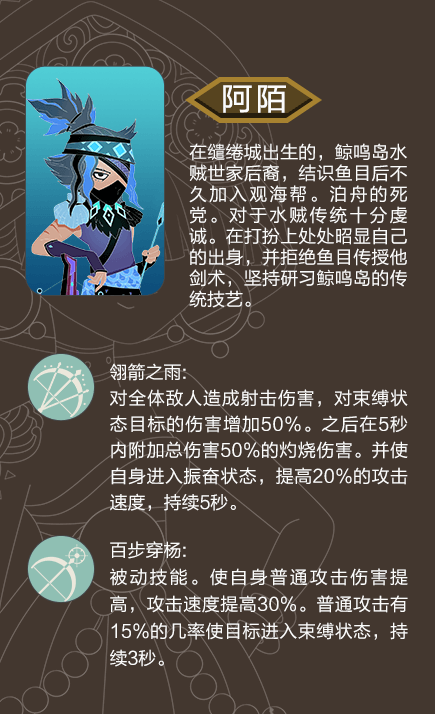 阿陌
在缱绻城出生的，鲸鸣岛水
贼世家后裔，结识鱼目后不
久加入观海帮。泊舟的死
党。对于水贼传统十分虔
诚。在打扮上处处昭显自己
的出身，并拒绝鱼目传授他
剑术，坚持研习鲸鸣岛的传
统技艺。
翎箭之雨:
对全体敌人造成射击伤害，对束缚状
态目标的伤害增加50%。之后在5秒
内附加总伤害50%的灼烧伤害。并使
自身进入振奋状态，提高20%的攻击
速度，持续5秒。
百步穿杨:
被动技能。使自身普通攻击伤害提
高，攻击速度提高30%。普通攻击有
15%的几率使目标进入束缚状态，持
续3秒。